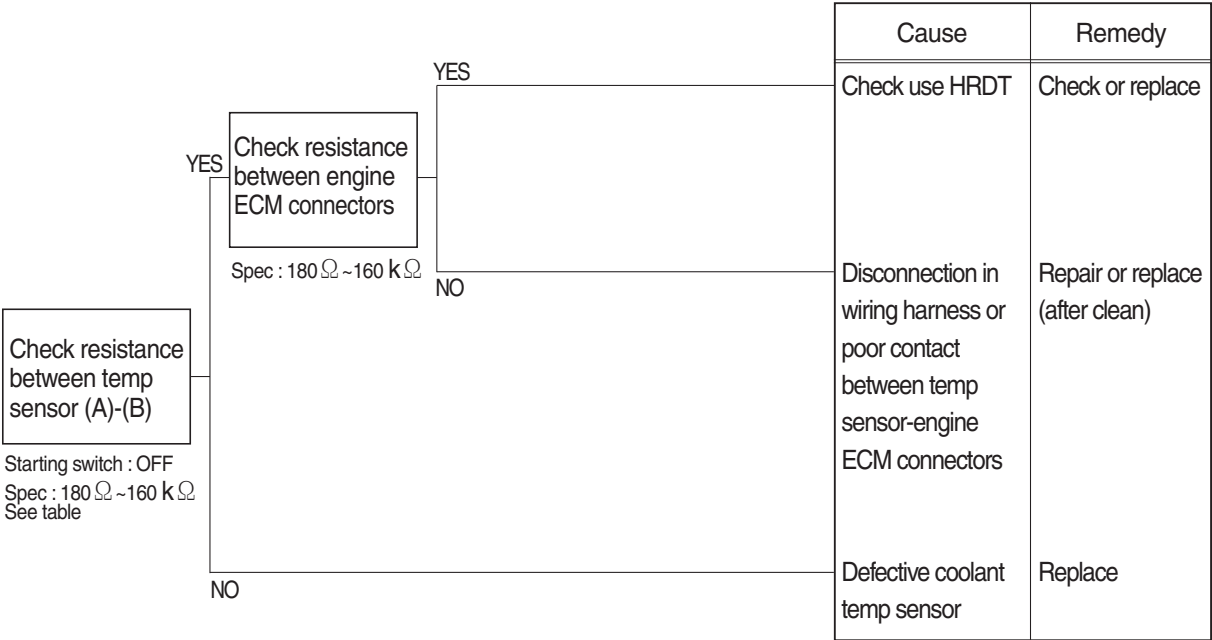 Cause
Remedy
YES
Check use HRDT
Check or replace
YES
Check resistance
between engine
ECM connectors
Spec : 180 Ω ~160 k Ω
NO
Disconnection in
wiring harness or
poor contact
between temp
sensor-engine
ECM connectors
Repair or replace
(after clean)
Check resistance
between temp
sensor (A)-(B)
Starting switch : OFF
Spec : 180 Ω ~160 k Ω
See table
NO
Defective coolant
temp sensor
Replace